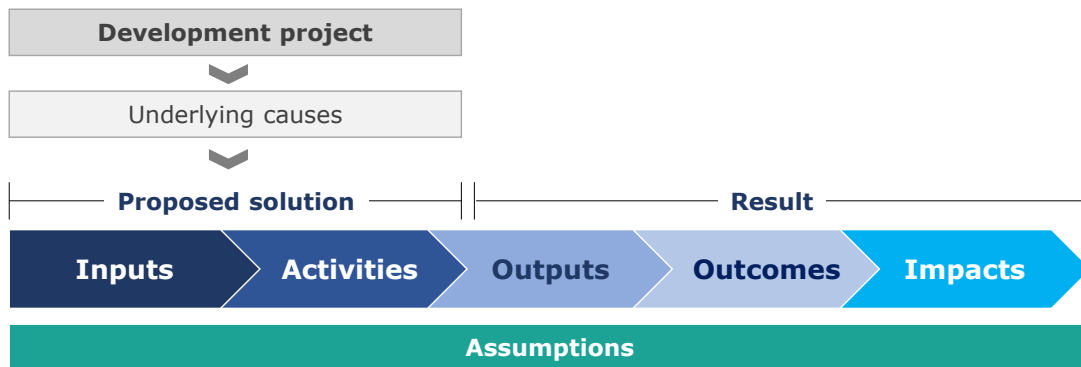 Development project
Underlying causes
Proposed solution
Result
Inputs
Activities
Outputs
Outcomes
Impacts
Assumptions